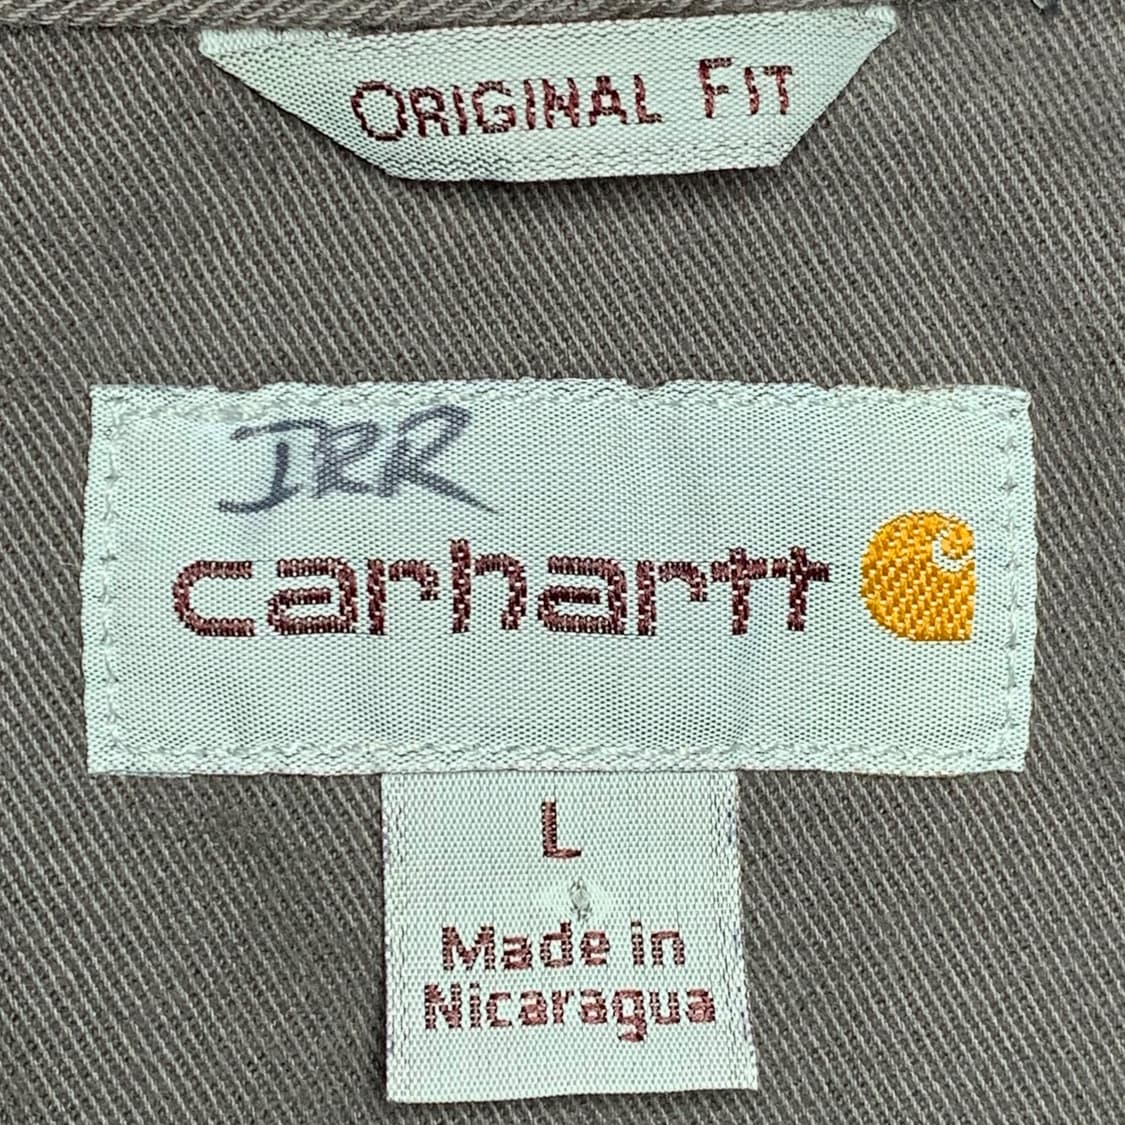 ORIGINAL FIT
JRR
carhartt
L
Made in
Nicaragua